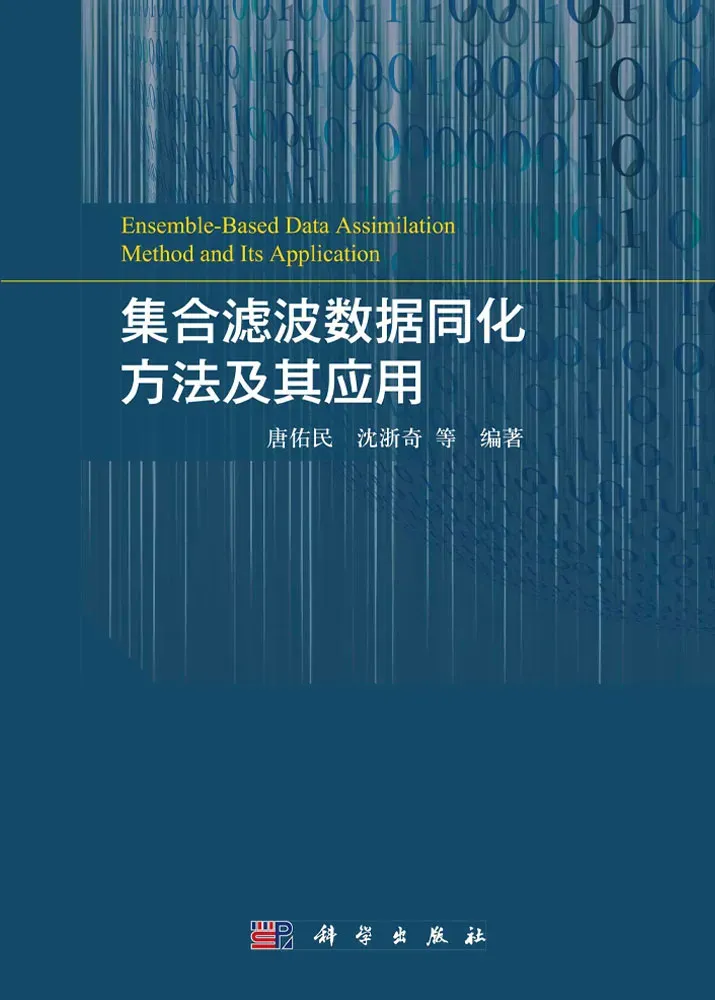 Ensemble-Based Data Assimilation
Method and Its Application
集合滤波数据同化
方法及其应用
唐佑民 沈浙奇 等 编著
科学出版社